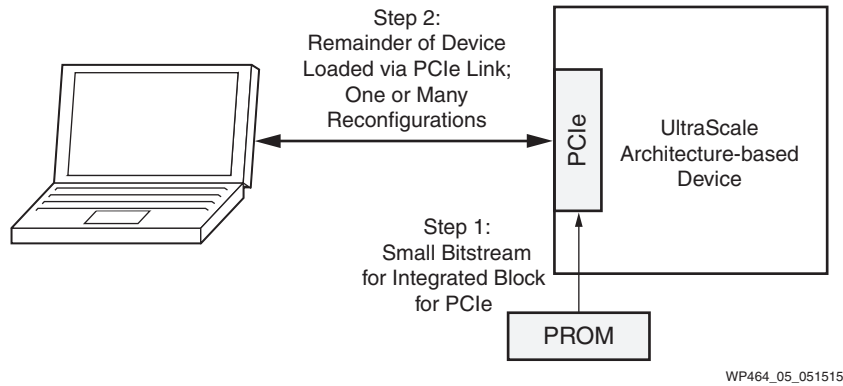 Step 2:
Remainder of Device
Loaded via PCIe Link;
One or Many
Reconfigurations
PCIe
UltraScale
Architecture-based
Device
Step 1:
Small Bitstream
for Integrated Block
for PCIe
PROM
WP464_05_051515